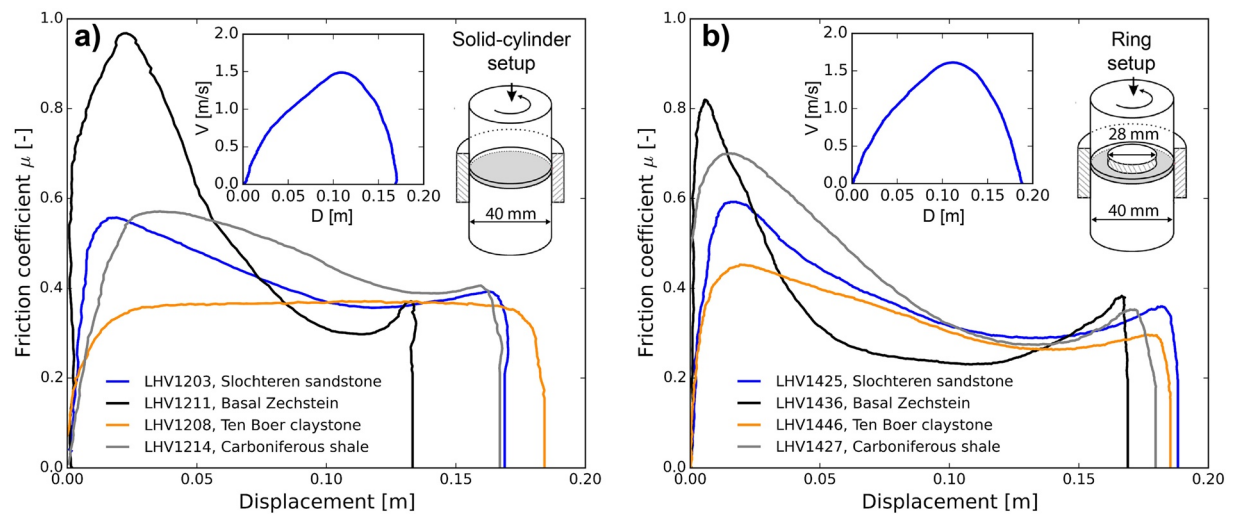 a)
Friction coefficient μ [-]
1.0
0.8
0.6
0.4
0.2
0.0
0.00
0.05
0.10
0.15
0.20
Displacement [m]
V [m/s]
2.0
1.5
1.0
0.5
0.0
0.00
0.05
0.10
0.15
0.20
D [m]
Solid-cylinder
setup
40 mm
LHV1203, Slochteren sandstone
LHV1211, Basal Zechstein
LHV1208, Ten Boer claystone
LHV1214, Carboniferous shale
b)
Friction coefficient μ [-]
1.0
0.8
0.6
0.4
0.2
0.0
0.00
0.05
0.10
0.15
0.20
Displacement [m]
V [m/s]
2.0
1.5
1.0
0.5
0.0
0.00
0.05
0.10
0.15
0.20
D [m]
Ring
setup
28 mm
40 mm
LHV1425, Slochteren sandstone
LHV1436, Basal Zechstein
LHV1446, Ten Boer claystone
LHV1427, Carboniferous shale